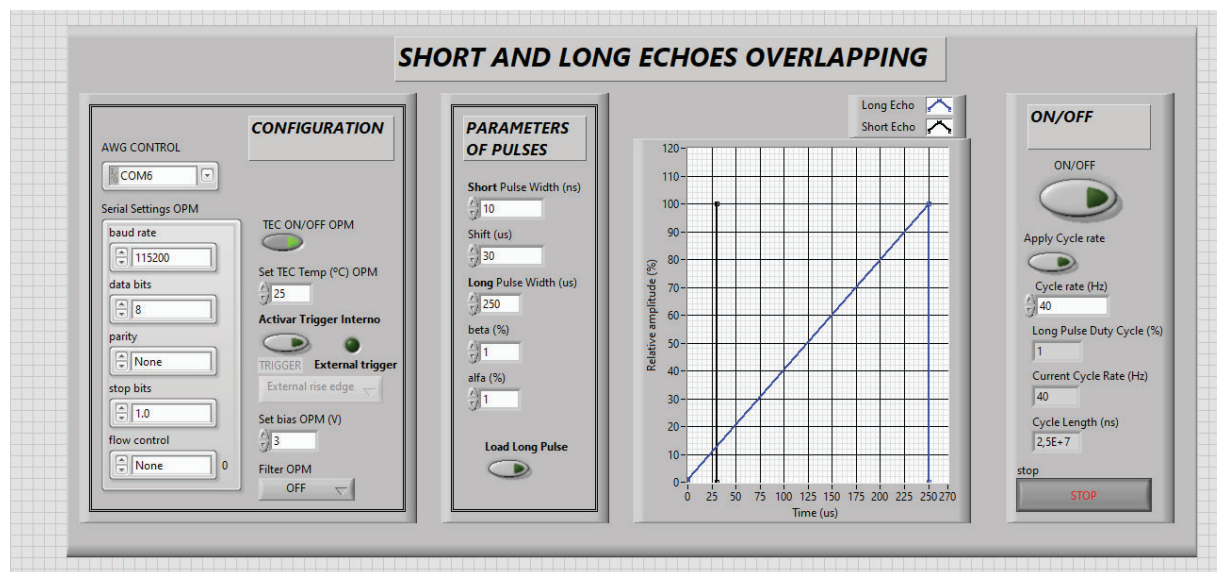 SHORT AND LONG ECHOES OVERLAPPING
CONFIGURATION
AWG CONTROL
COM6
Serial Settings OPM
baud rate
115200
data bits
8
parity
None
stop bits
1.0
flow control
None 0
TEC ON/OFF OPM
Set TEC Temp (ºC) OPM
25
Activar Trigger Interno
TRIGGER External trigger
External rise edge
Set bias OPM (V)
3
Filter OPM
OFF
PARAMETERS
OF PULSES
Short Pulse Width (ns)
10
Shift (us)
30
Long Pulse Width (us)
250
beta (%)
1
alfa (%)
1
Load Long Pulse
Long Echo
Short Echo
Relative amplitude (%)
120
110
100
90
80
70
60
50
40
30
20
10
0
0 25 50 75 100 125 150 175 200 225 250 270
Time (us)
ON/OFF
ON/OFF
Apply Cycle rate
Cycle rate (Hz)
40
Long Pulse Duty Cycle (%)
1
Current Cycle Rate (Hz)
40
Cycle Length (ns)
2,5E+7
stop
STOP